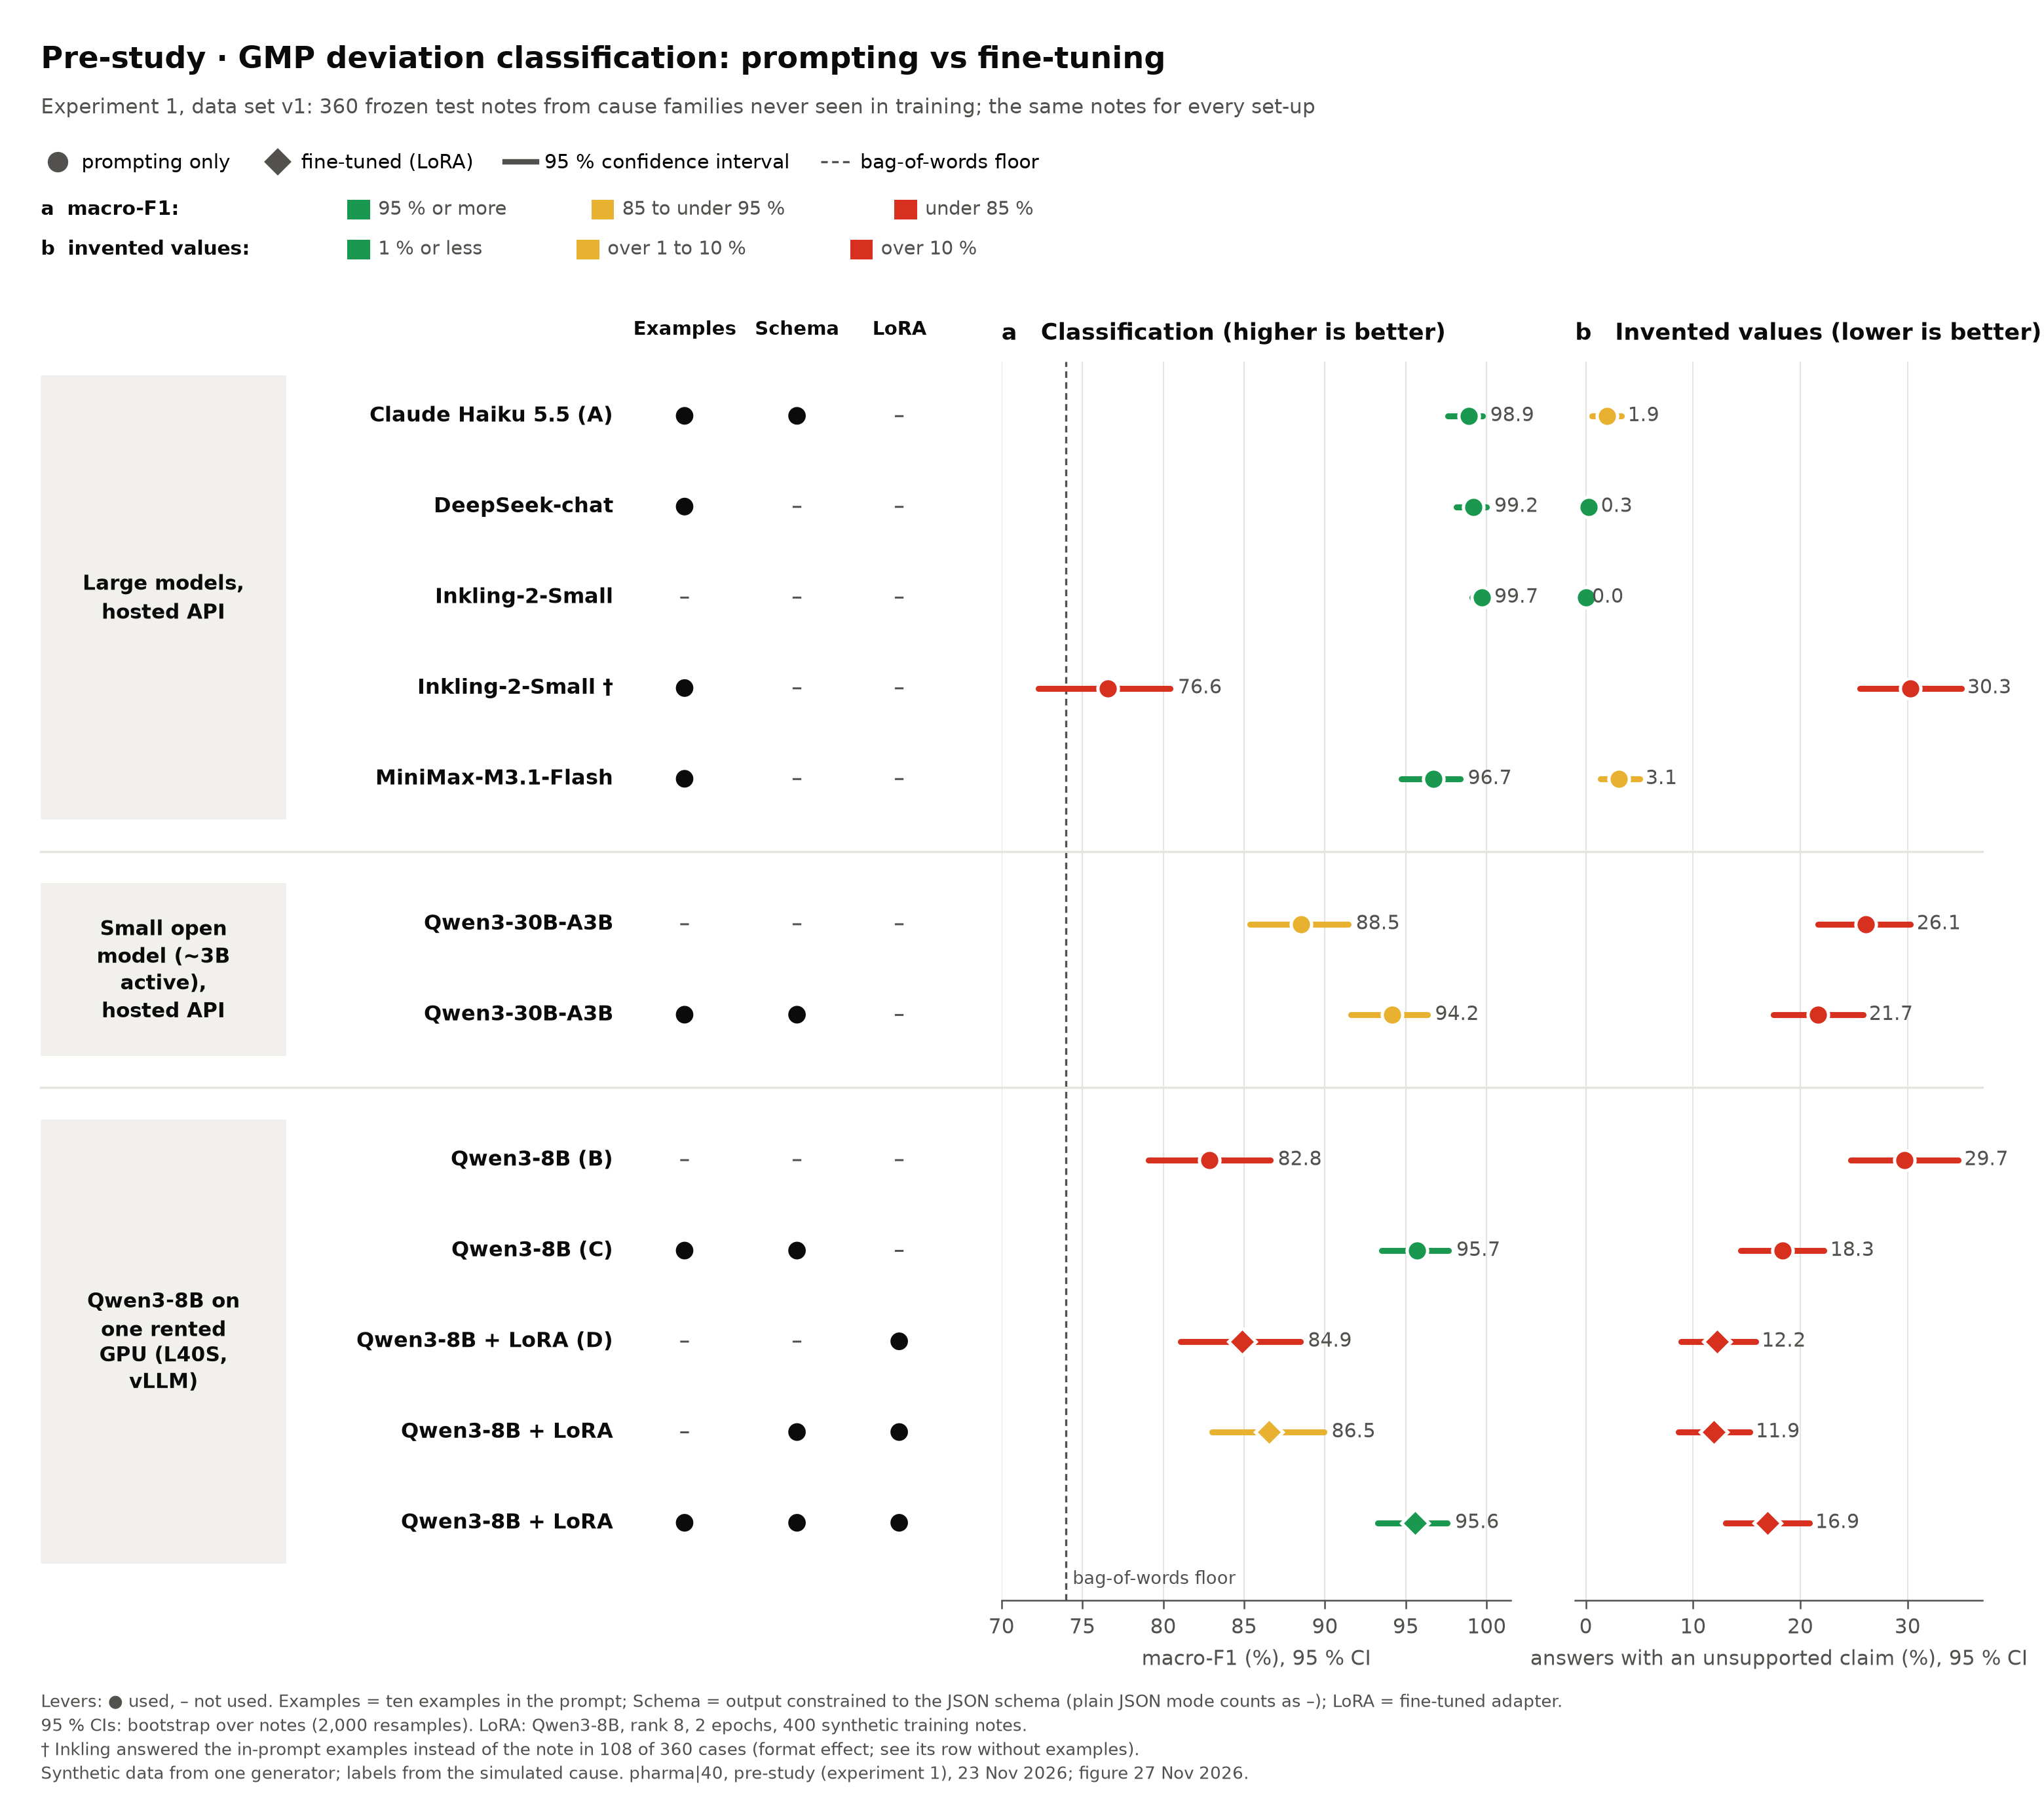 Pre-study · GMP deviation classification: prompting vs fine-tuning
Experiment 1, data set v1: 360 frozen test notes from cause families never seen in training; the same notes for every set-up
prompting only fine-tuned (LoRA) 95 % confidence interval bag-of-words floor
a macro-F1: 95 % or more 85 to under 95 % under 85 %
b invented values: 1 % or less over 1 to 10 % over 10 %
Examples Schema LoRA a Classification (higher is better) b Invented values (lower is better)
Large models,
hosted API
Claude Haiku 5.5 (A) ● ● – 98.9 1.9
DeepSeek-chat ● – – 99.2 0.3
Inkling-2-Small – – – 99.7 0.0
Inkling-2-Small † ● – – 76.6 30.3
MiniMax-M3.1-Flash ● – – 96.7 3.1
Small open
model (~3B
active),
hosted API
Qwen3-30B-A3B – – – 88.5 26.1
Qwen3-30B-A3B ● ● – 94.2 21.7
Qwen3-8B on
one rented
GPU (L40S,
vLLM)
Qwen3-8B (B) – – – 82.8 29.7
Qwen3-8B (C) ● ● – 95.7 18.3
Qwen3-8B + LoRA (D) – – ● 84.9 12.2
Qwen3-8B + LoRA – ● ● 86.5 11.9
Qwen3-8B + LoRA ● ● ● 95.6 16.9
bag-of-words floor
70 75 80 85 90 95 100 0 10 20 30
macro-F1 (%), 95 % CI answers with an unsupported claim (%), 95 % CI
Levers: ● used, – not used. Examples = ten examples in the prompt; Schema = output constrained to the JSON schema (plain JSON mode counts as –); LoRA = fine-tuned adapter.
95 % CIs: bootstrap over notes (2,000 resamples). LoRA: Qwen3-8B, rank 8, 2 epochs, 400 synthetic training notes.
† Inkling answered the in-prompt examples instead of the note in 108 of 360 cases (format effect; see its row without examples).
Synthetic data from one generator; labels from the simulated cause. pharma|40, pre-study (experiment 1), 23 Nov 2026; figure 27 Nov 2026.